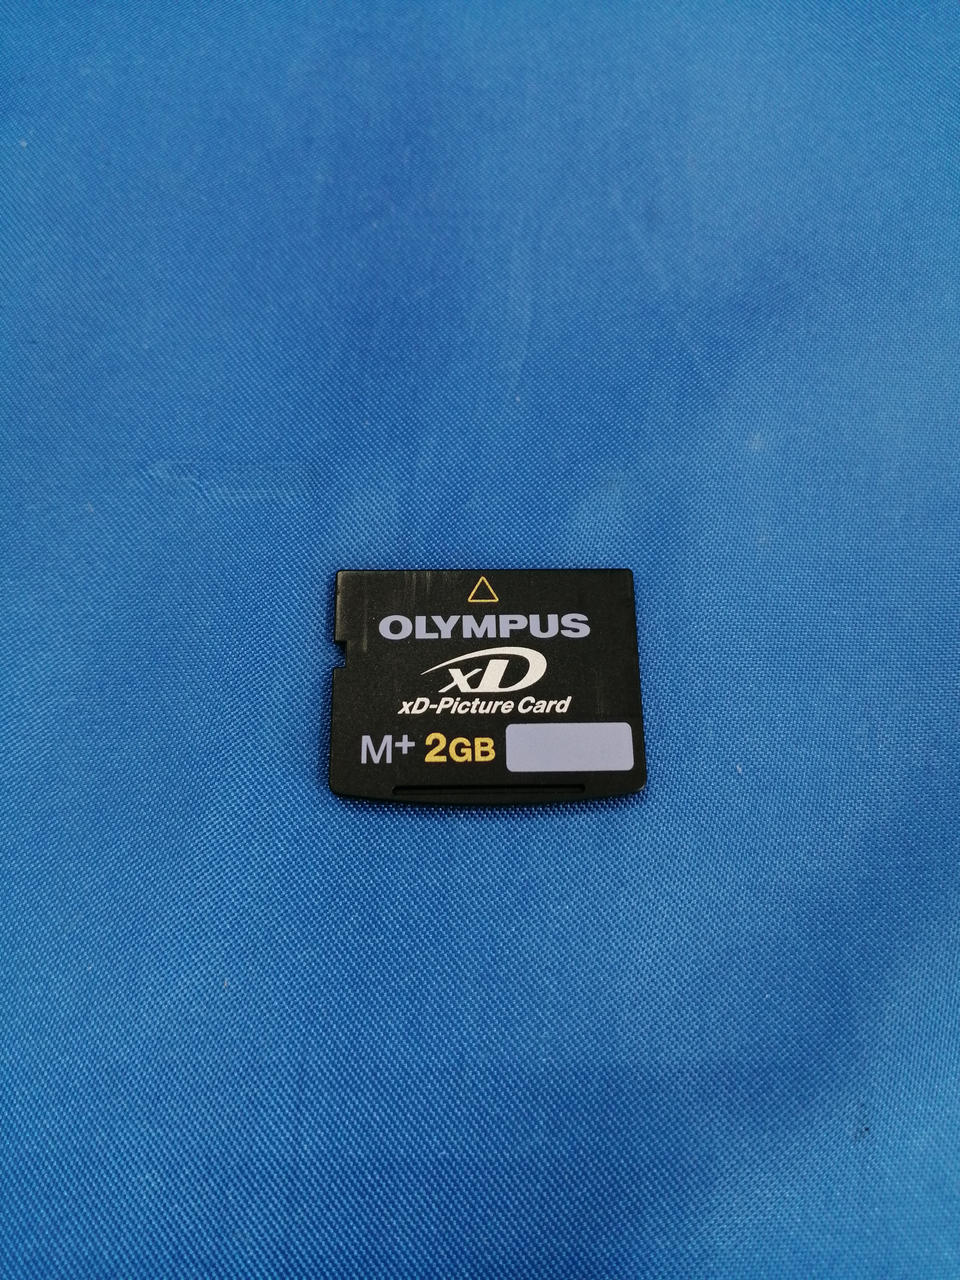 OLYMPUS
xD
xD-Picture Card
M+ 2GB